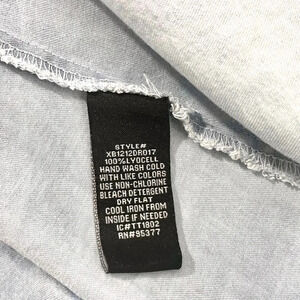 STYLE#
XB1212DR017
100%LYOCELL
HAND WASH COLD
WITH LIKE COLORS
USE NON-CHLORINE
BLEACH DETERGENT
DRY FLAT
COOL IRON FROM
INSIDE IF NEEDED
IC#TT1802
RN#95377